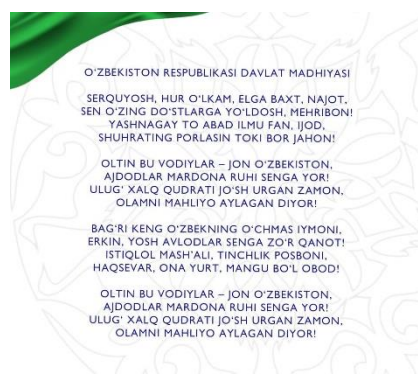 O‘ZBEKISTON RESPUBLIKASI DAVLAT MADHIYASI
SERQUYOSH, HUR O‘LKAM, ELGA BAXT, NAJOT,
SEN O‘ZING DO‘STLARGA YO‘LDOSH, MEHRIBON!
YASHNAGAY TO ABAD ILMU FAN, IJOD,
SHUHRATING PORLASIN TOKI BOR JAHON!
OLTIN BU VODIYLAR – JON O‘ZBEKISTON,
AJDODLAR MARDONA RUHI SENGA YOR!
ULUG‘ XALQ QUDRATI JO‘SH URGAN ZAMON,
OLAMNI MAHLIYO AYLAGAN DIYOR!
BAG‘RI KENG O‘ZBEKNING O‘CHMAS IYMONI,
ERKIN, YOSH AVLODLAR SENGA ZO‘R QANOT!
ISTIQLOL MASH’ALI, TINCHLIK POSBONI,
HAQSEVAR, ONA YURT, MANGU BO‘L OBOD!
OLTIN BU VODIYLAR – JON O‘ZBEKISTON,
AJDODLAR MARDONA RUHI SENGA YOR!
ULUG‘ XALQ QUDRATI JO‘SH URGAN ZAMON,
OLAMNI MAHLIYO AYLAGAN DIYOR!